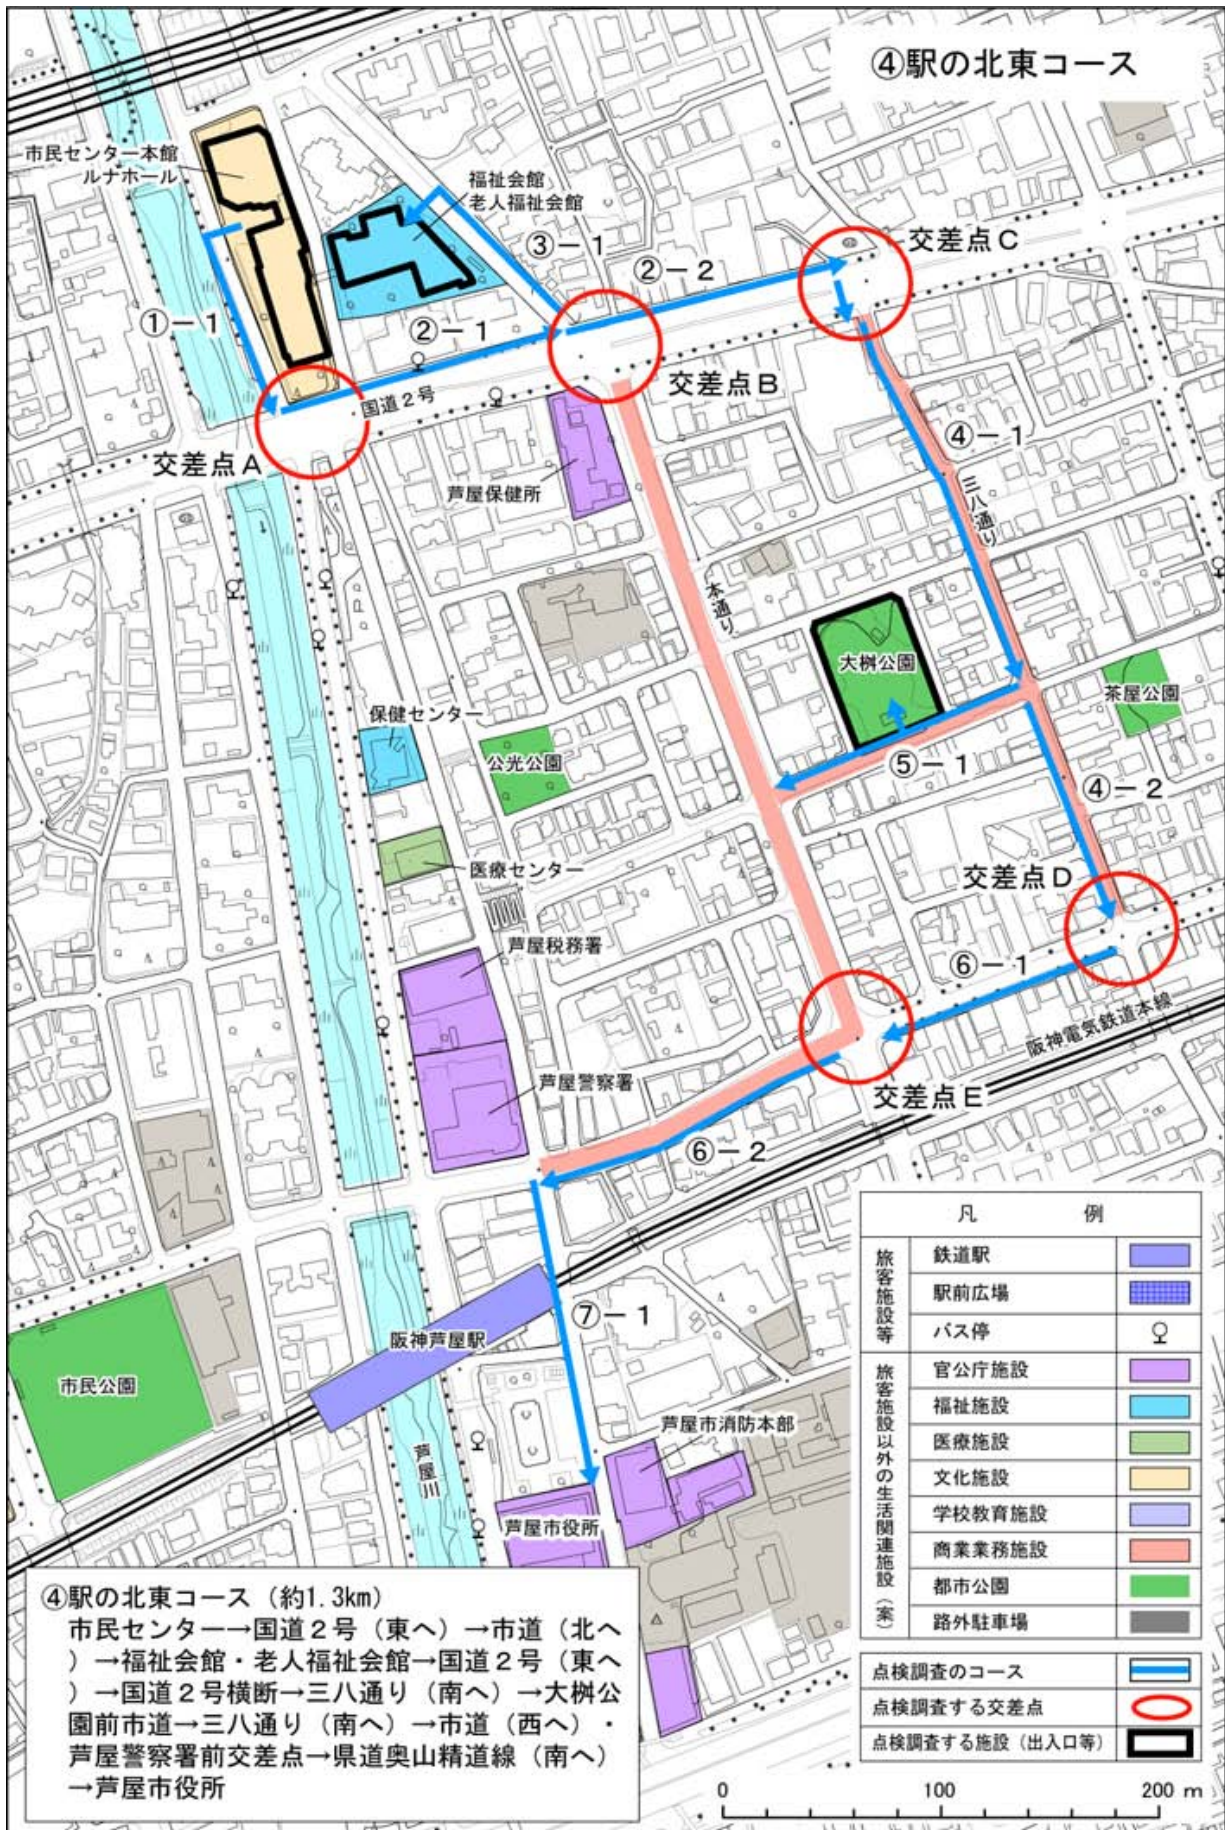 ④駅の北東コース
市民センター本館
ルナホール
福祉会館
老人福祉会館
③－1
②－2
交差点C
①－1
②－1
国道2号
交差点B
交差点A
芦屋保健所
④－1
三八通り
本通り
大桝公園
茶屋公園
保健センター
公光公園
⑤－1
④－2
医療センター
交差点D
芦屋税務署
⑥－1
阪神電気鉄道本線
芦屋警察署
交差点E
⑥－2
⑦－1
阪神芦屋駅
市民公園
芦屋川
芦屋市消防本部
芦屋市役所
凡 例
旅客施設等
鉄道駅
駅前広場
バス停
旅客施設以外の生活関連施設（案）
官公庁施設
福祉施設
医療施設
文化施設
学校教育施設
商業業務施設
都市公園
路外駐車場
点検調査のコース
点検調査する交差点
点検調査する施設（出入口等）
④駅の北東コース（約1.3km）
市民センター→国道2号（東へ）→市道（北へ
）→福祉会館・老人福祉会館→国道2号（東へ
）→国道2号横断→三八通り（南へ）→大桝公
園前市道→三八通り（南へ）→市道（西へ）・
芦屋警察署前交差点→県道奥山精道線（南へ）
→芦屋市役所
0 100 200 m